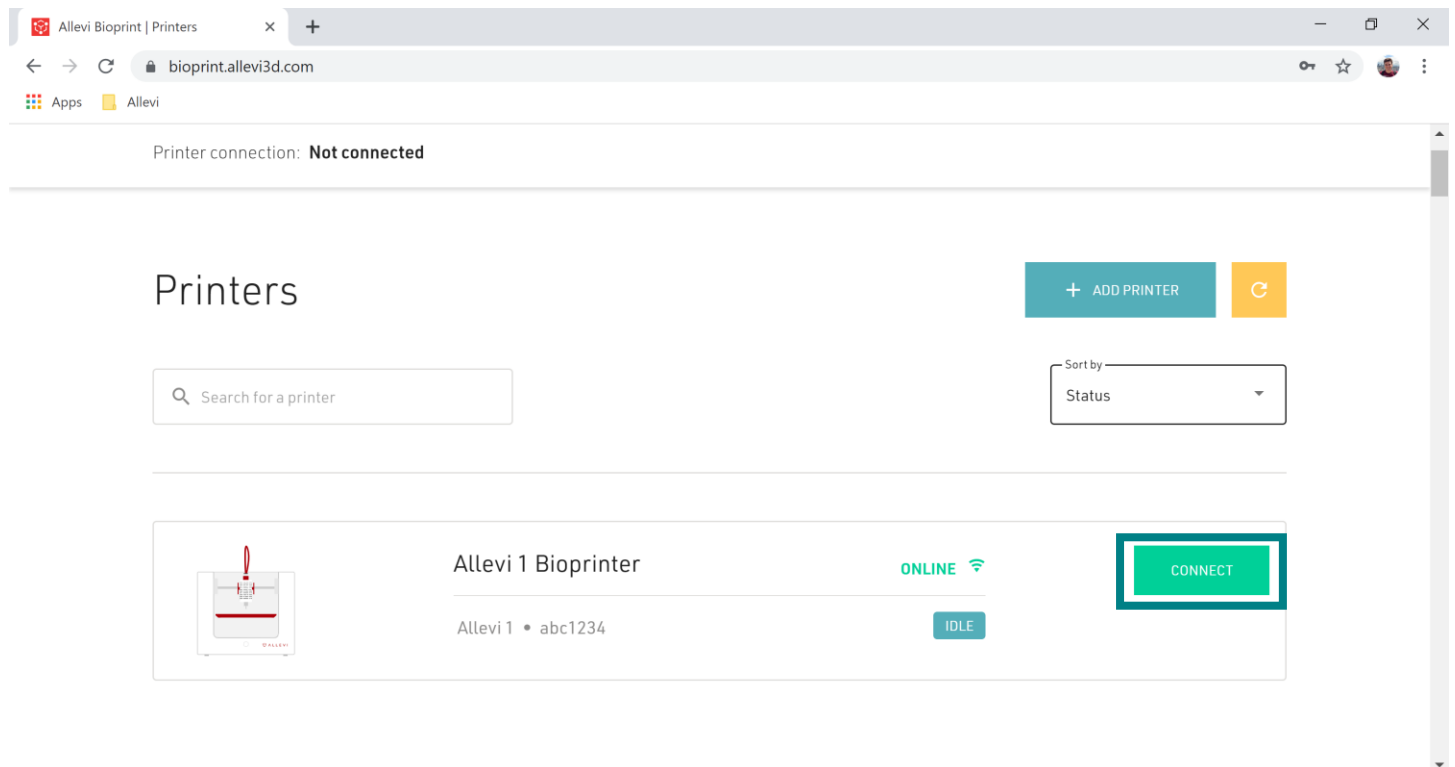 Allevi Bioprint | Printers
bioprint.allevi3d.com
Apps Allevi
Printer connection: Not connected
Printers
+ ADD PRINTER
Sort by
Search for a printer
Status
Allevi 1 Bioprinter
ONLINE
CONNECT
Allevi 1 • abc1234
IDLE
ALLEVI